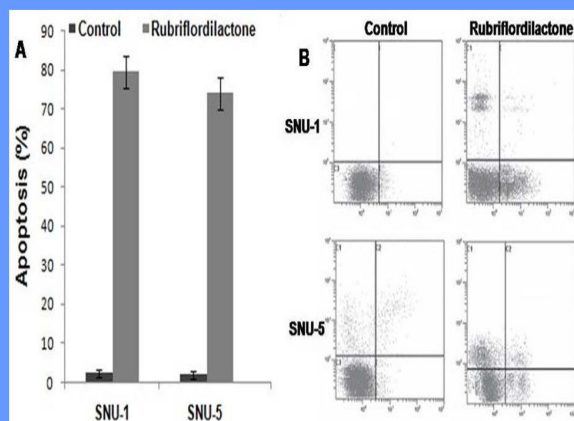 Control Rubriflordilactone
A
Apoptosis (%)
90
80
70
60
50
40
30
20
10
0
SNU-1 SNU-5
B
Control Rubriflordilactone
SNU-1
SNU-5